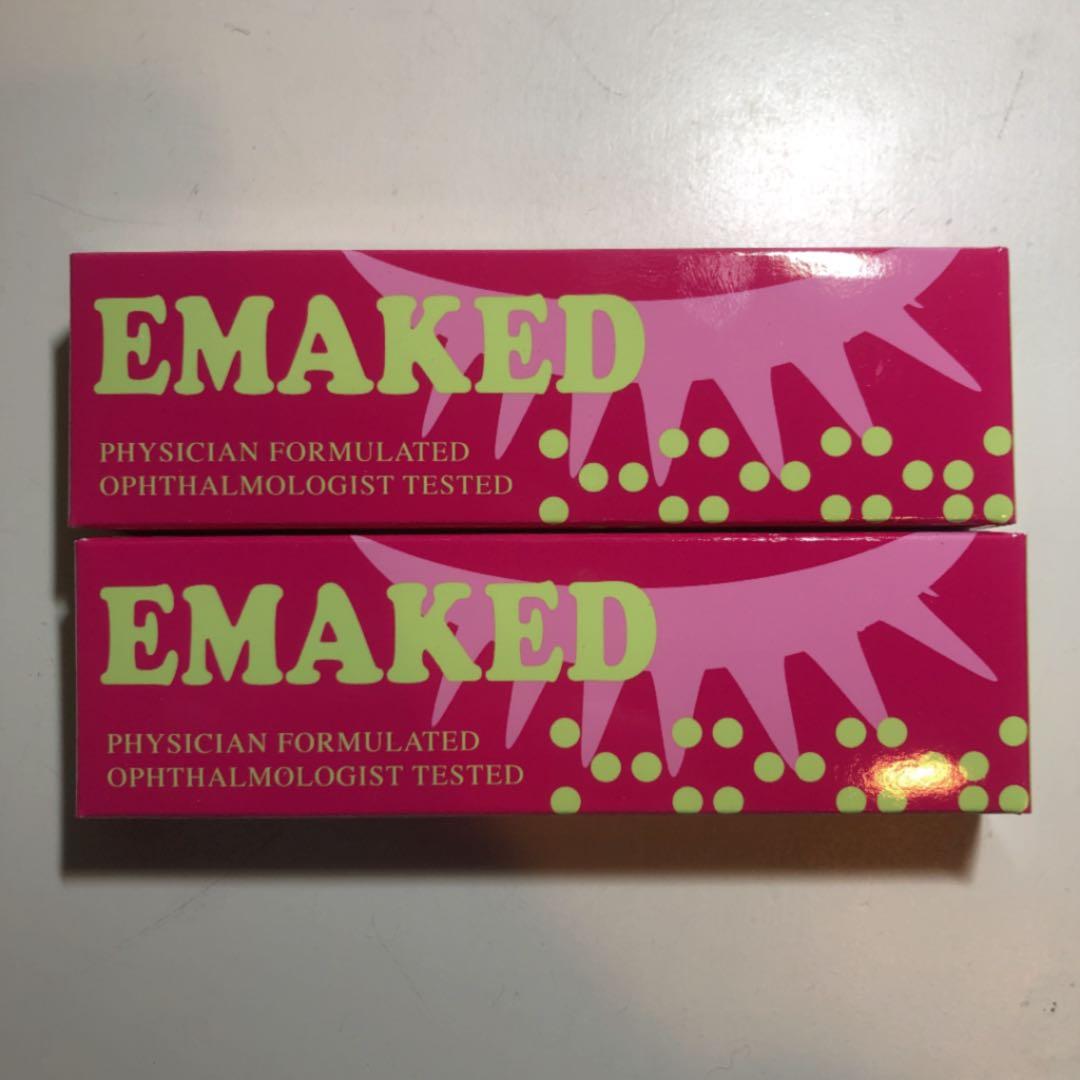 EMAKED
PHYSICIAN FORMULATED
OPHTHALMOLOGIST TESTED
EMAKED
PHYSICIAN FORMULATED
OPHTHALMOLOGIST TESTED